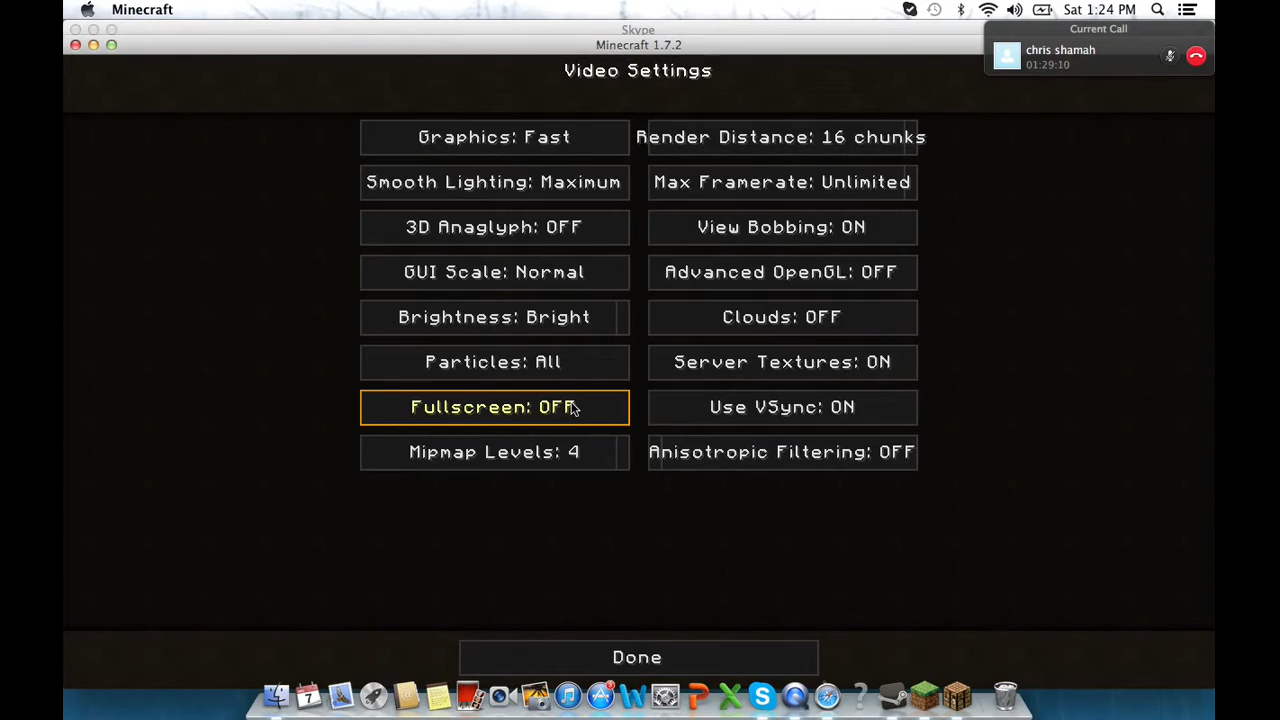 Minecraft
Sat 1:24 PM
Skype
Minecraft 1.7.2
Current Call
chris shamah
01:29:10
Video Settings
Graphics: Fast
Render Distance: 16 chunks
Smooth Lighting: Maximum
Max Framerate: Unlimited
3D Anaglyph: OFF
View Bobbing: ON
GUI Scale: Normal
Advanced OpenGL: OFF
Brightness: Bright
Clouds: OFF
Particles: All
Server Textures: ON
Fullscreen: OFF
Use VSync: ON
Mipmap Levels: 4
Anisotropic Filtering: OFF
Done
7